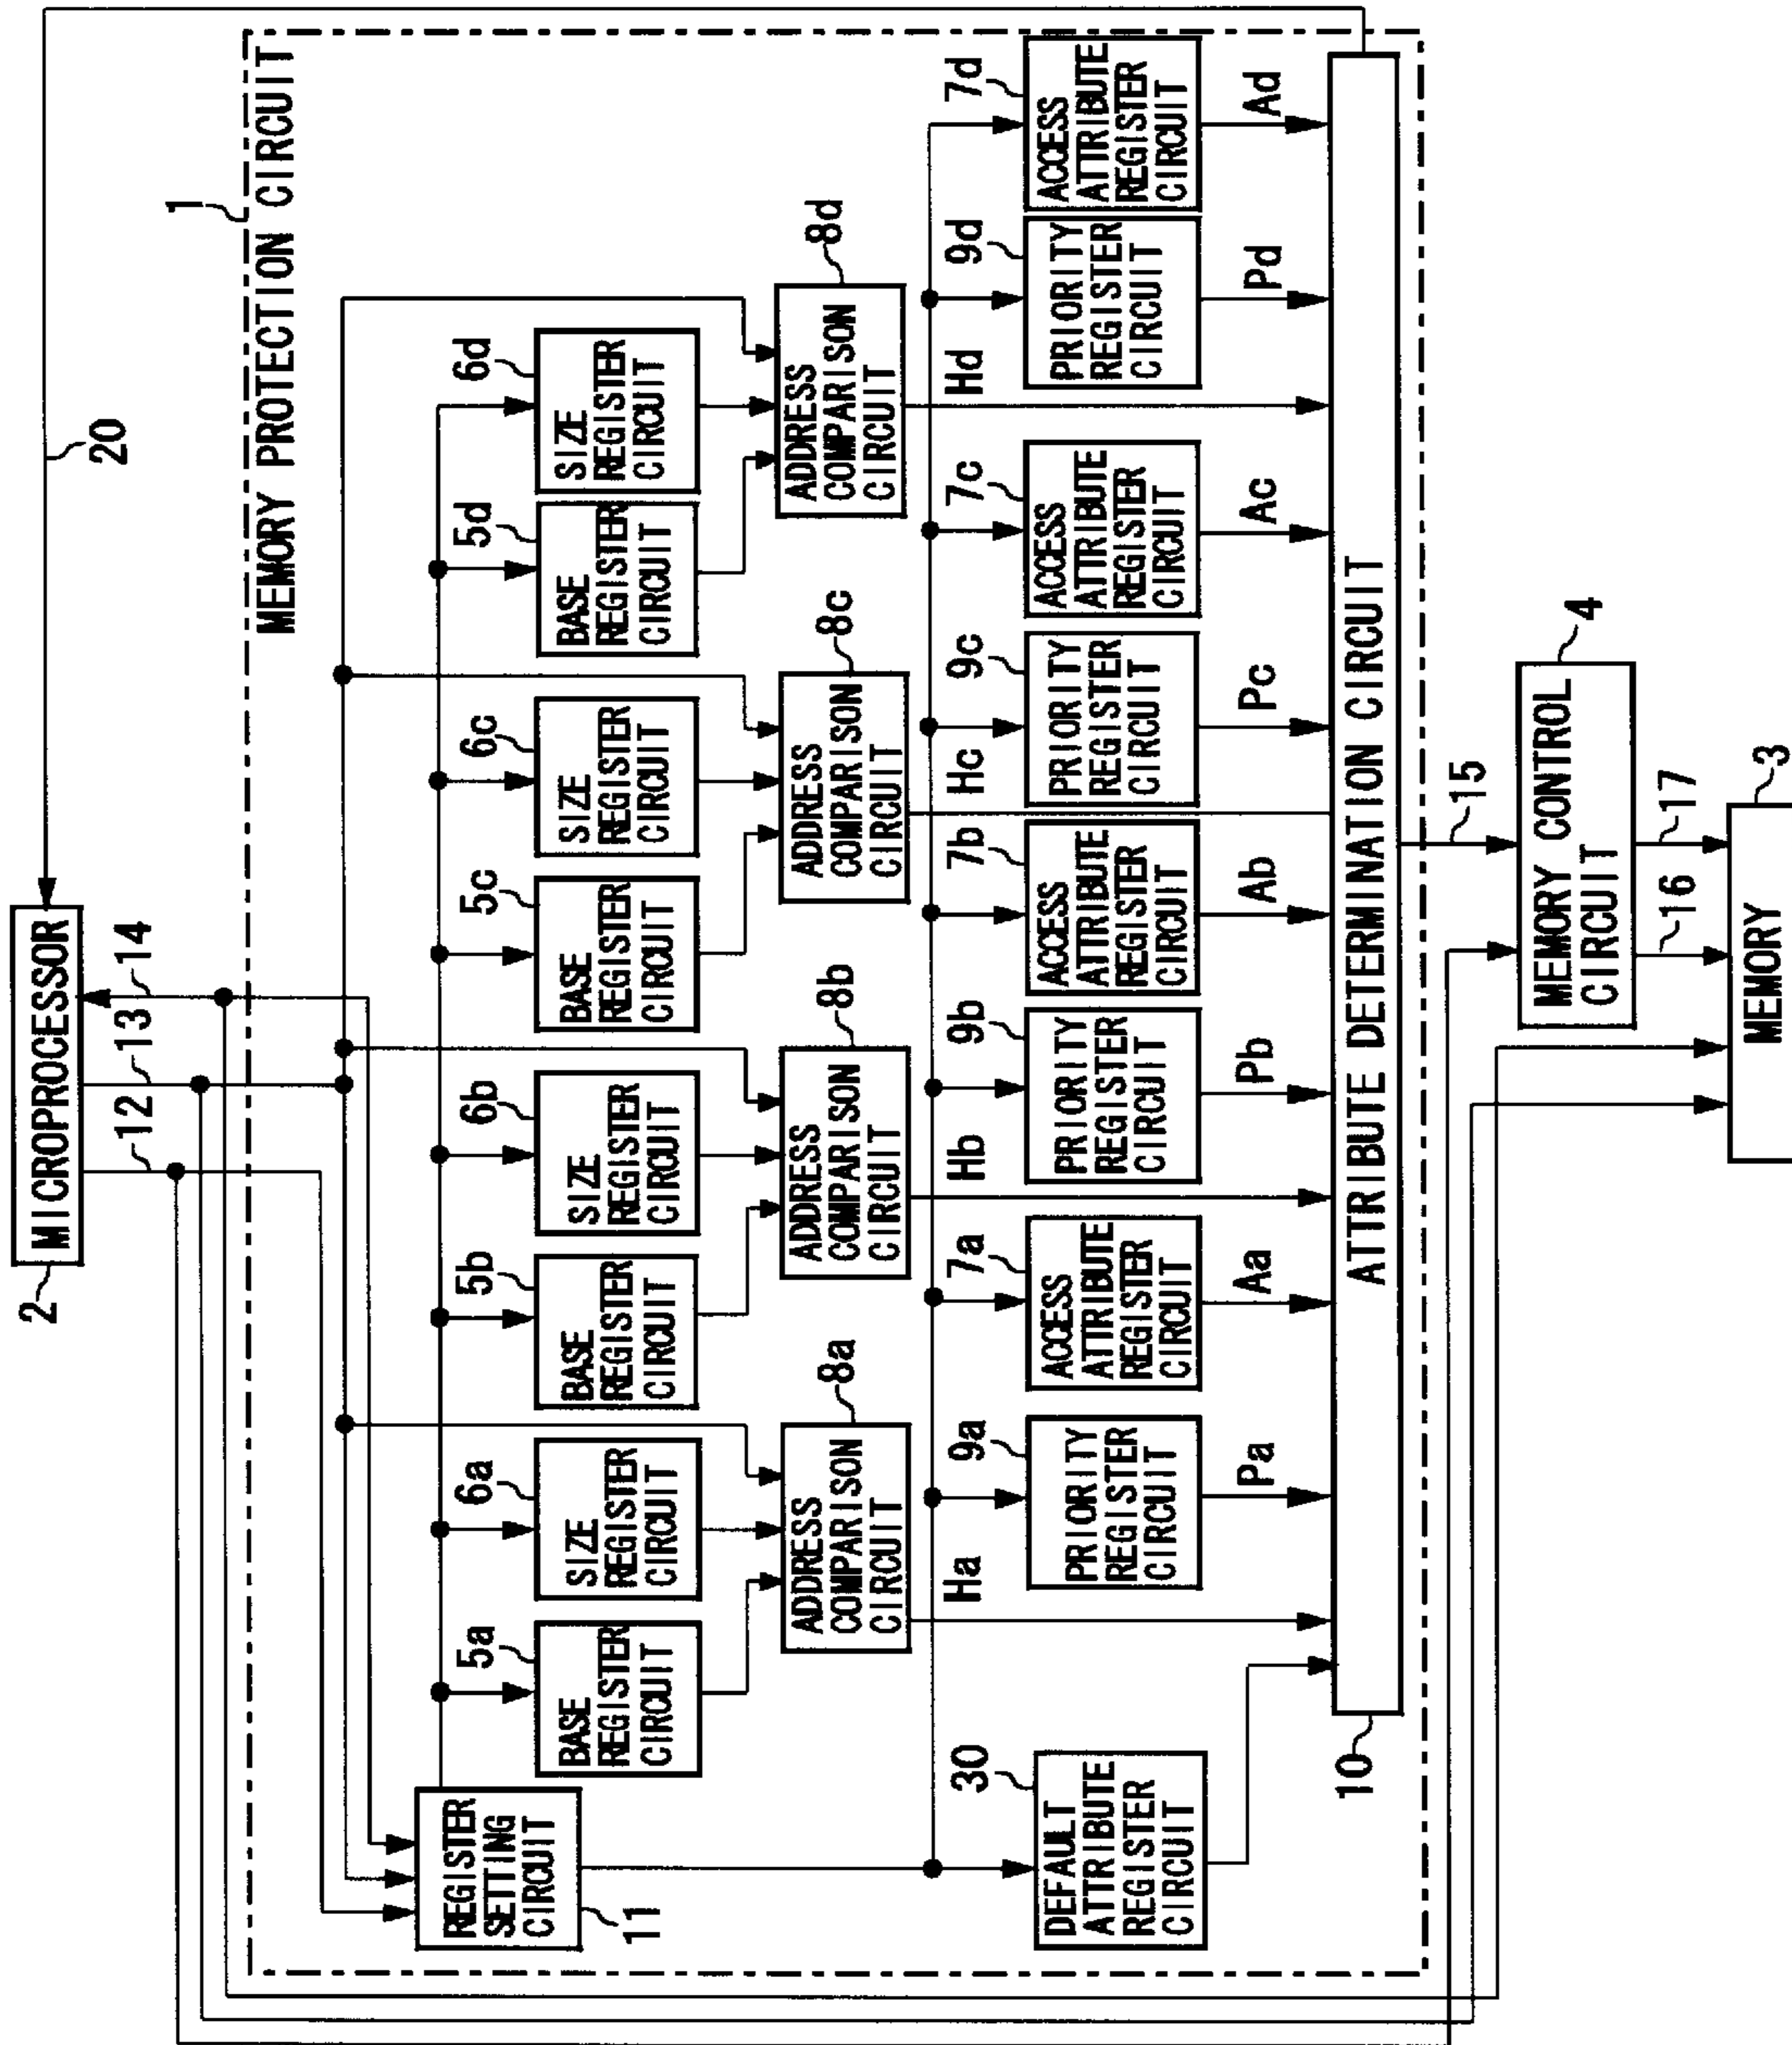 2
MICROPROCESSOR
20
12
13
14
1
MEMORY PROTECTION CIRCUIT
REGISTER
SETTING
CIRCUIT
11
5a
BASE
REGISTER
CIRCUIT
6a
SIZE
REGISTER
CIRCUIT
5b
BASE
REGISTER
CIRCUIT
6b
SIZE
REGISTER
CIRCUIT
5c
BASE
REGISTER
CIRCUIT
6c
SIZE
REGISTER
CIRCUIT
5d
BASE
REGISTER
CIRCUIT
6d
SIZE
REGISTER
CIRCUIT
8a
ADDRESS
COMPARISON
CIRCUIT
8b
ADDRESS
COMPARISON
CIRCUIT
8c
ADDRESS
COMPARISON
CIRCUIT
8d
ADDRESS
COMPARISON
CIRCUIT
30
DEFAULT
ATTRIBUTE
REGISTER
CIRCUIT
Ha
9a
PRIORITY
REGISTER
CIRCUIT
Pa
7a
ACCESS
ATTRIBUTE
REGISTER
CIRCUIT
Aa
Hb
9b
PRIORITY
REGISTER
CIRCUIT
Pb
7b
ACCESS
ATTRIBUTE
REGISTER
CIRCUIT
Ab
Hc
9c
PRIORITY
REGISTER
CIRCUIT
Pc
7c
ACCESS
ATTRIBUTE
REGISTER
CIRCUIT
Ac
Hd
9d
PRIORITY
REGISTER
CIRCUIT
Pd
7d
ACCESS
ATTRIBUTE
REGISTER
CIRCUIT
Ad
10
ATTRIBUTE DETERMINATION CIRCUIT
15
4
MEMORY CONTROL
CIRCUIT
16
17
3
MEMORY